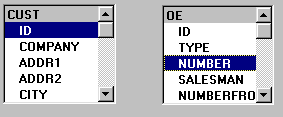 CUST
ID
COMPANY
ADDR1
ADDR2
CITY
OE
ID
TYPE
NUMBER
SALESMAN
NUMBERFRO